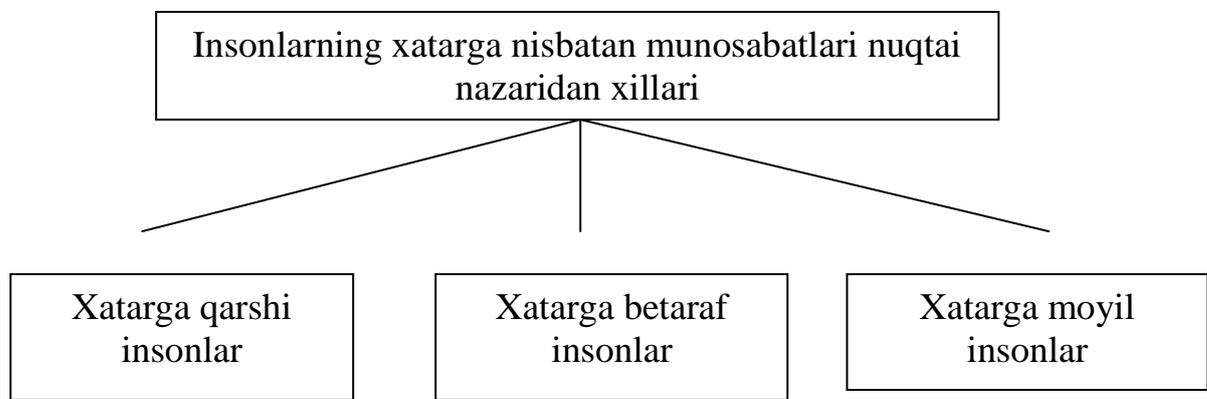 Insonlarning xatarga nisbatan munosabatlari nuqtai
nazaridan xillari
Xatarga qarshi
insonlar
Xatarga betaraf
insonlar
Xatarga moyil
insonlar